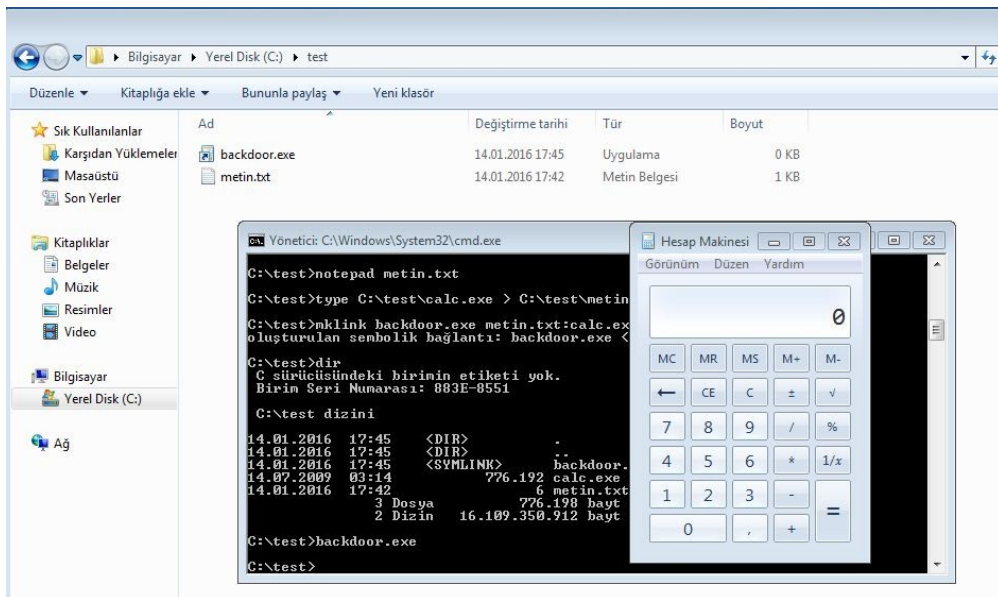 Bilgisayar ▸ Yerel Disk (C:) ▸ test
Düzenle Kitaplığa ekle Bununla paylaş Yeni klasör
Sık Kullanılanlar
Karşıdan Yüklemeler
Masaüstü
Son Yerler
Kitaplıklar
Belgeler
Müzik
Resimler
Video
Bilgisayar
Yerel Disk (C:)
Ağ
Ad Değiştirme tarihi Tür Boyut
backdoor.exe 14.01.2016 17:45 Uygulama 0 KB
metin.txt 14.01.2016 17:42 Metin Belgesi 1 KB
Yönetici: C:\Windows\System32\cmd.exe
C:\test>notepad metin.txt
C:\test>type C:\test\calc.exe > C:\test\metin
C:\test>mklink backdoor.exe metin.txt:calc.ex
oluşturulan sembolik bağlantı: backdoor.exe <
C:\test>dir
C sürücüsündeki birimin etiketi yok.
Birim Seri Numarası: 883E-8551
C:\test dizini
14.01.2016 17:45 <DIR> .
14.01.2016 17:45 <DIR> ..
14.01.2016 17:45 <SYMLINK> backdoor.
14.07.2009 03:14 776.192 calc.exe
14.01.2016 17:42 6 metin.txt
3 Dosya 776.198 bayt
2 Dizin 16.109.350.912 bayt
C:\test>backdoor.exe
C:\test>
Hesap Makinesi
Görünüm Düzen Yardım
0
MC MR MS M+ M-
← CE C ± √
7 8 9 / %
4 5 6 * 1/x
1 2 3 - =
0 , +